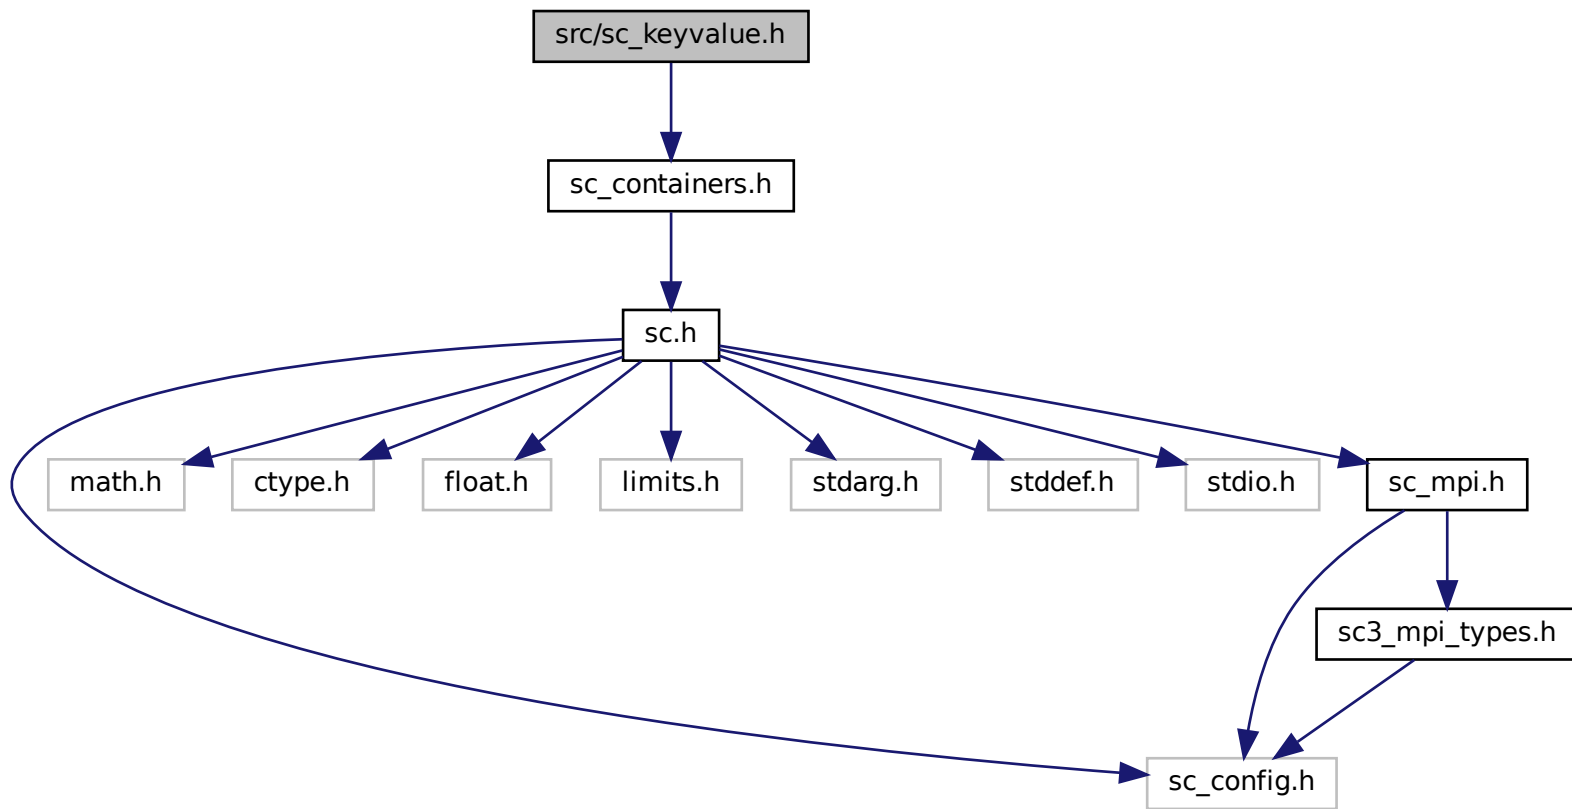 src/sc_keyvalue.h
sc_containers.h
sc.h
math.h
ctype.h
float.h
limits.h
stdarg.h
stddef.h
stdio.h
sc_mpi.h
sc3_mpi_types.h
sc_config.h